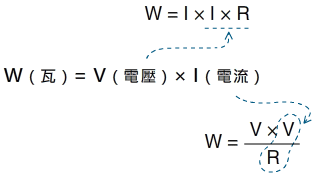 W = I × I × R
W（瓦）= V（電壓）× I（電流）
W = V × V / R